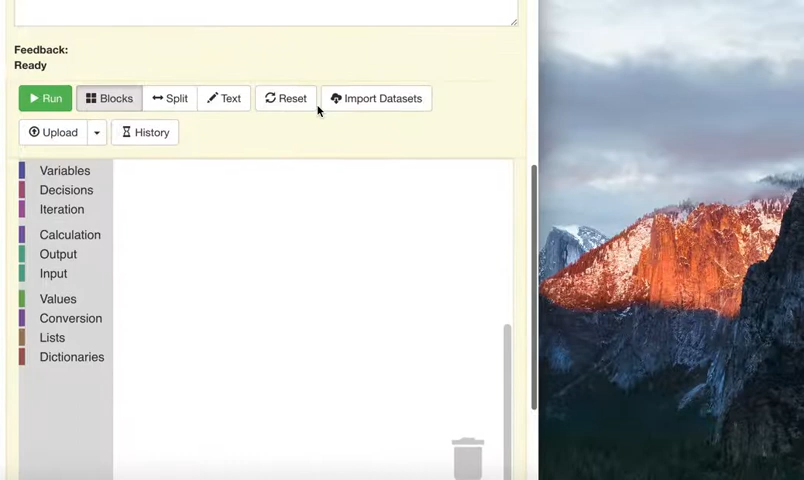 Feedback:
Ready
Run Blocks Split Text Reset Import Datasets
Upload History
Variables
Decisions
Iteration
Calculation
Output
Input
Values
Conversion
Lists
Dictionaries